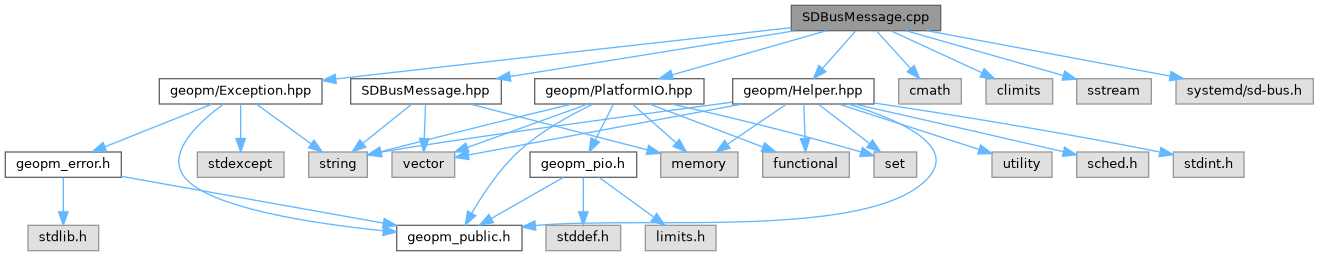 SDBusMessage.cpp
geopm/Exception.hpp
SDBusMessage.hpp
geopm/PlatformIO.hpp
geopm/Helper.hpp
cmath
climits
sstream
systemd/sd-bus.h
geopm_error.h
stdexcept
string
vector
geopm_pio.h
memory
functional
set
utility
sched.h
stdint.h
stdlib.h
geopm_public.h
stddef.h
limits.h